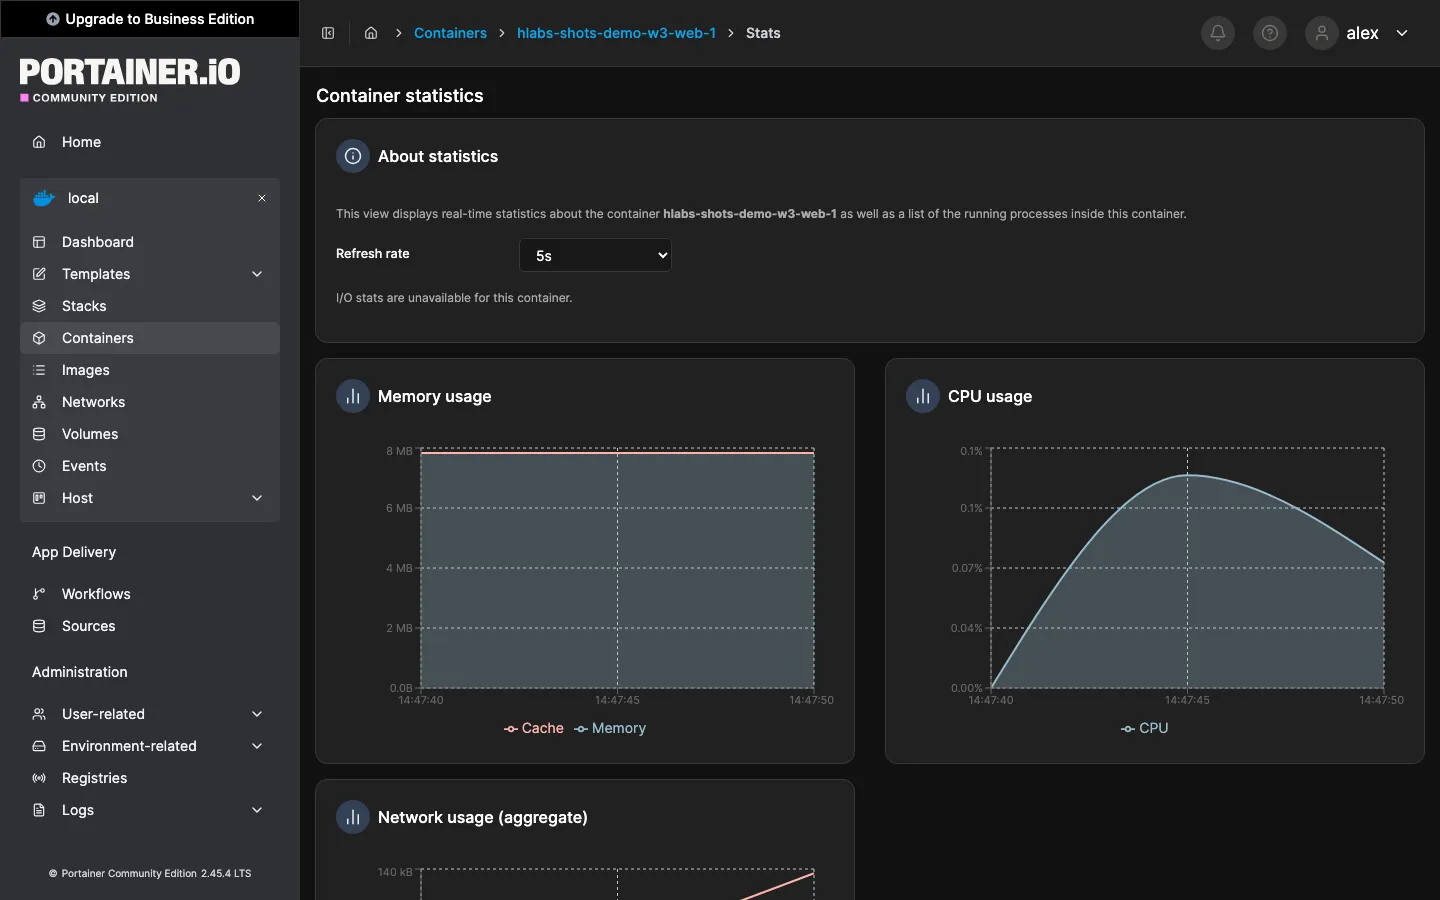 Upgrade to Business Edition
PORTAINER.iO
COMMUNITY EDITION
Home
local
Dashboard
Templates
Stacks
Containers
Images
Networks
Volumes
Events
Host
App Delivery
Workflows
Sources
Administration
User-related
Environment-related
Registries
Logs
© Portainer Community Edition 2.45.4 LTS
Containers
hlabs-shots-demo-w3-web-1
Stats
alex
Container statistics
About statistics
This view displays real-time statistics about the container hlabs-shots-demo-w3-web-1 as well as a list of the running processes inside this container.
Refresh rate
5s
I/O stats are unavailable for this container.
Memory usage
8 MB
6 MB
4 MB
2 MB
0.0B
14:47:40
14:47:45
14:47:50
Cache
Memory
CPU usage
0.1%
0.1%
0.07%
0.04%
0.00%
14:47:40
14:47:45
14:47:50
CPU
Network usage (aggregate)
140 kB